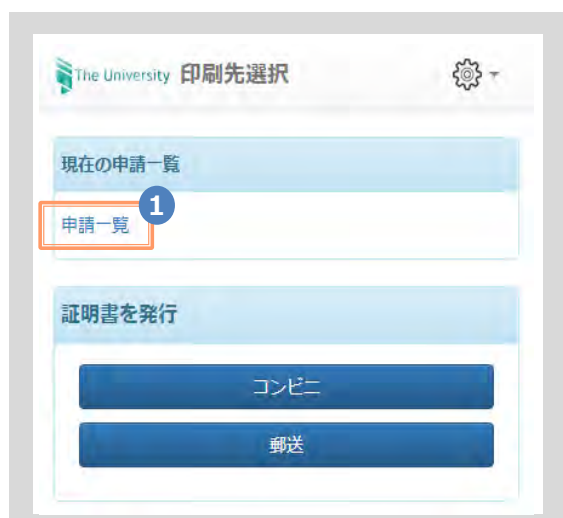 The University 印刷先選択
現在の申請一覧
1
申請一覧
証明書を発行
コンビニ
郵送